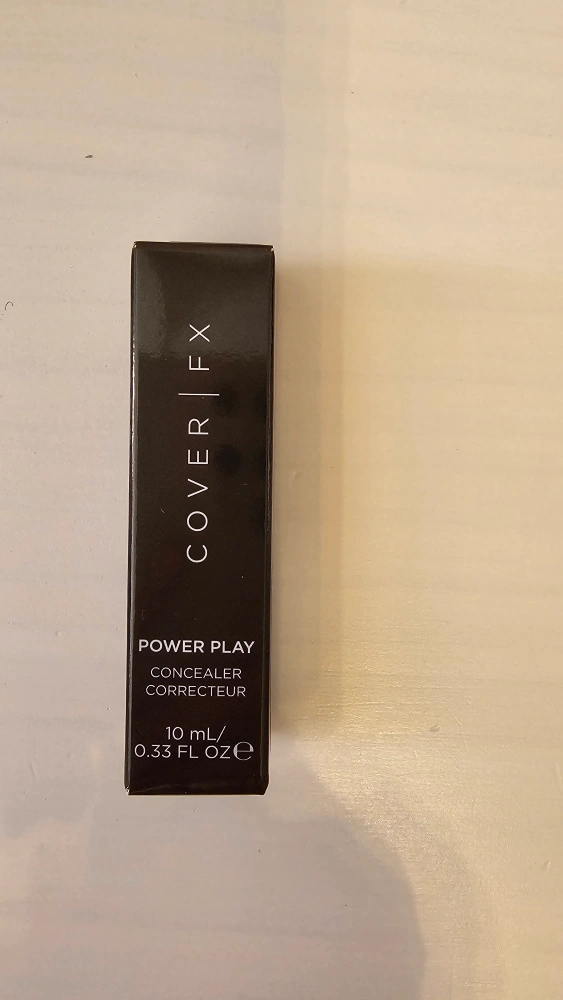 COVER | FX
POWER PLAY
CONCEALER
CORRECTEUR
10 mL/
0.33 FL OZ℮